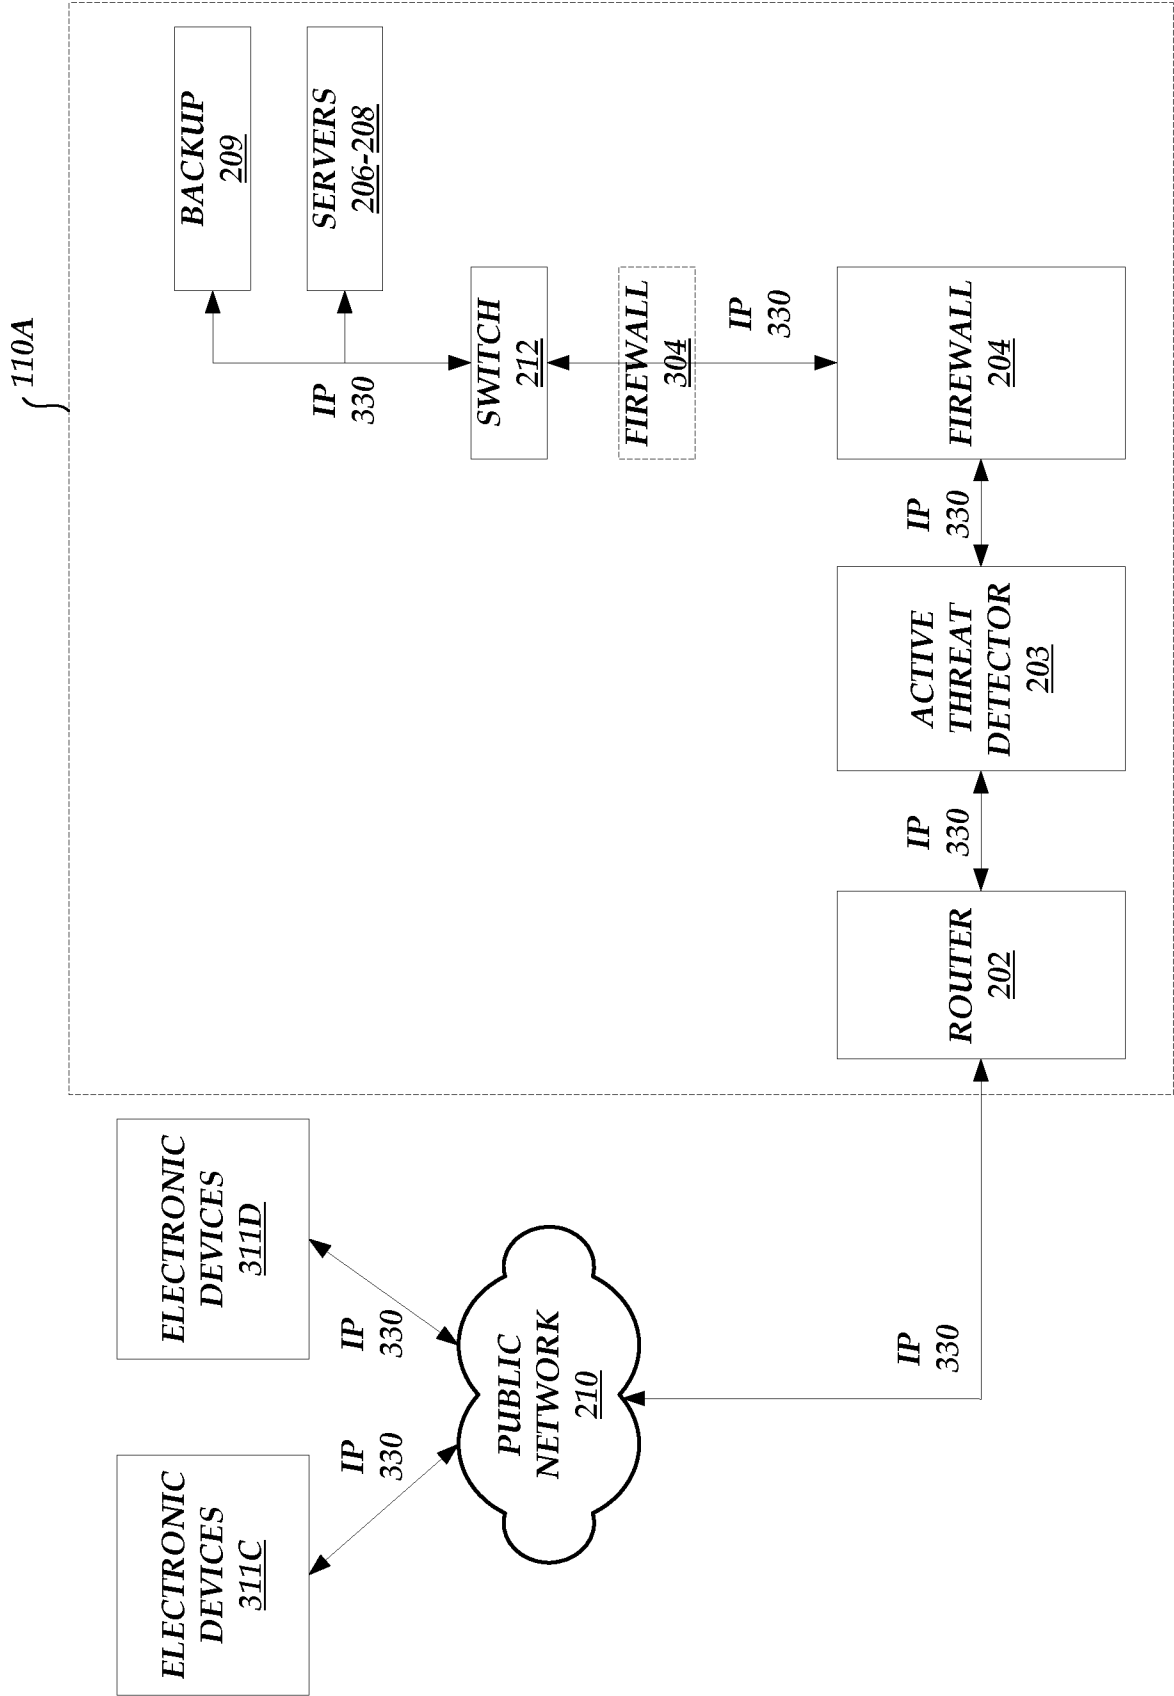 110A
ELECTRONIC
DEVICES
311C
ELECTRONIC
DEVICES
311D
BACKUP
209
SERVERS
206-208
IP
330
IP
330
IP
330
SWITCH
212
PUBLIC
NETWORK
210
FIREWALL
304
IP
330
IP
330
ROUTER
202
IP
330
ACTIVE
THREAT
DETECTOR
203
IP
330
FIREWALL
204